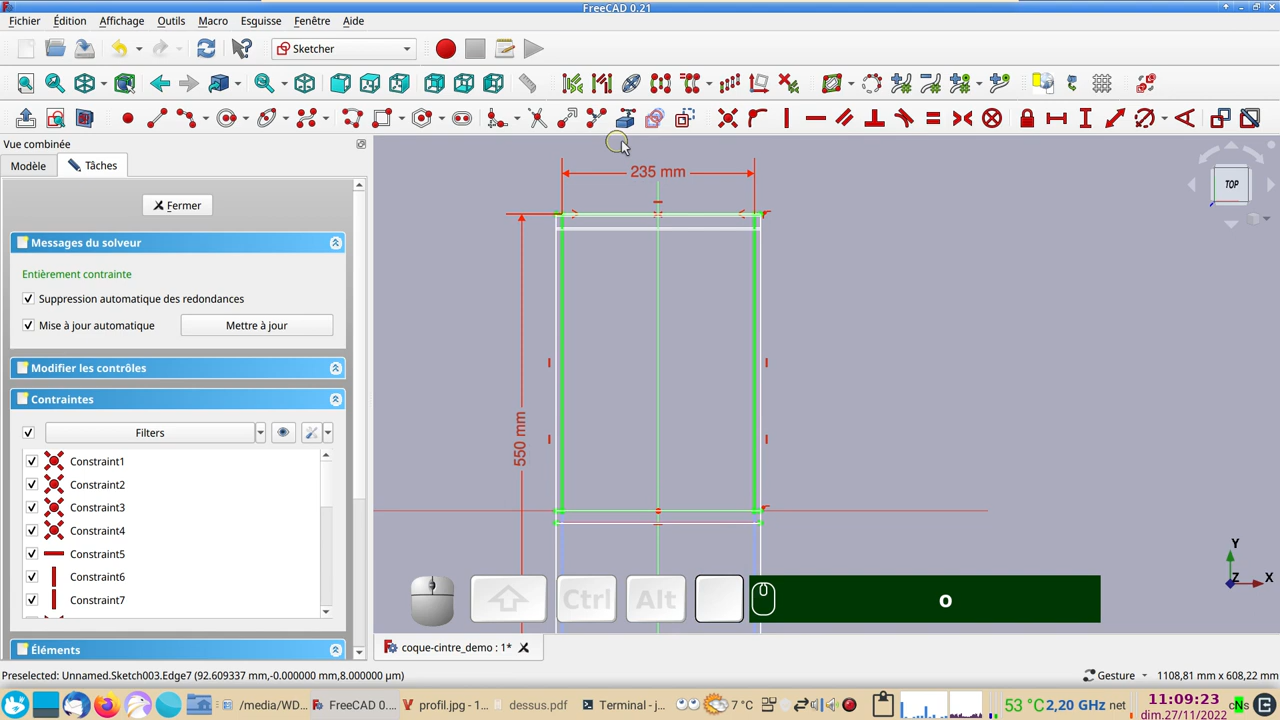 FreeCAD 0.21
Fichier Édition Affichage Outils Macro Esquisse Fenêtre Aide
Sketcher
Vue combinée
Modèle Tâches
Fermer
Messages du solveur
Entièrement contrainte
Suppression automatique des redondances
Mise à jour automatique Mettre à jour
Modifier les contrôles
Contraintes
Filters
Constraint1
Constraint2
Constraint3
Constraint4
Constraint5
Constraint6
Constraint7
Éléments
235 mm
550 mm
TOP
Y
Z X
Ctrl Alt o
coque-cintre_demo : 1*
Preselected: Unnamed.Sketch003.Edge7 (92.609337 mm,-0.000000 mm,8.000000 µm) Gesture 1108,81 mm x 608,22 mm
/media/WD... FreeCAD 0.... profil.jpg - 1... dessus.pdf Terminal - j... 7 °C 53 °C 2,20 GHz 11:09:23
dim.27/11/2022